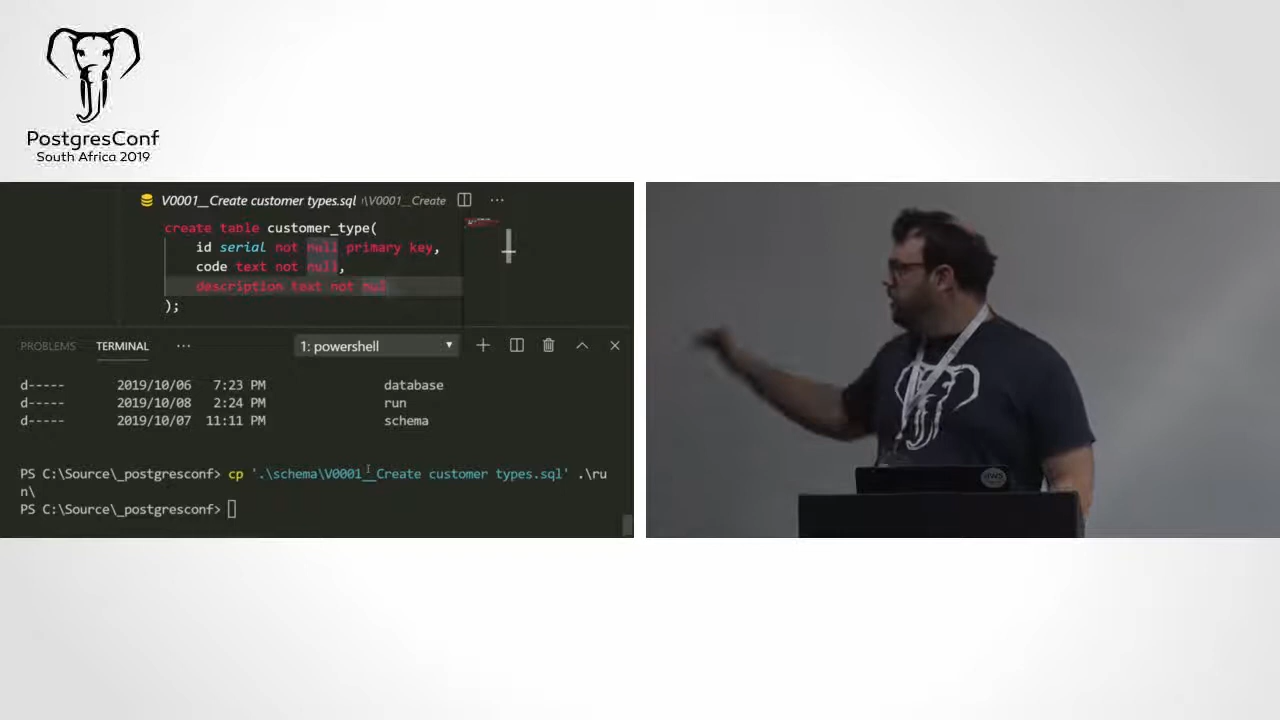 PostgresConf
South Africa 2019
V0001__Create customer types.sql \V0001__Create ···
create table customer_type(
id serial not null primary key,
code text not null,
description text not nul
);
PROBLEMS TERMINAL ··· 1: powershell
d----- 2019/10/06 7:23 PM database
d----- 2019/10/08 2:24 PM run
d----- 2019/10/07 11:11 PM schema
PS C:\Source\_postgresconf> cp '.\schema\V0001__Create customer types.sql' .\ru
n\
PS C:\Source\_postgresconf>